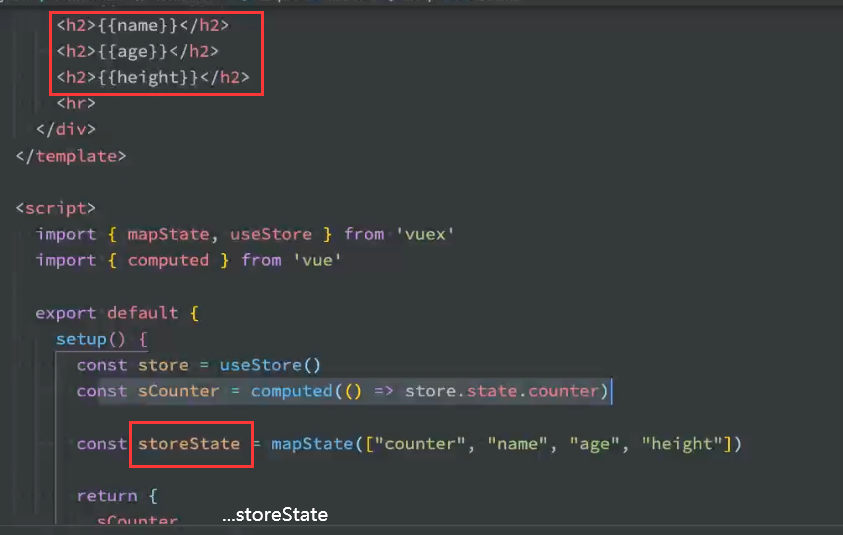 <h2>{{name}}</h2>
<h2>{{age}}</h2>
<h2>{{height}}</h2>
<hr>
</div>
</template>
<script>
import { mapState, useStore } from 'vuex'
import { computed } from 'vue'
export default {
setup() {
const store = useStore()
const sCounter = computed(() => store.state.counter)
const storeState = mapState(["counter", "name", "age", "height"])
return {
sCounter
...storeState